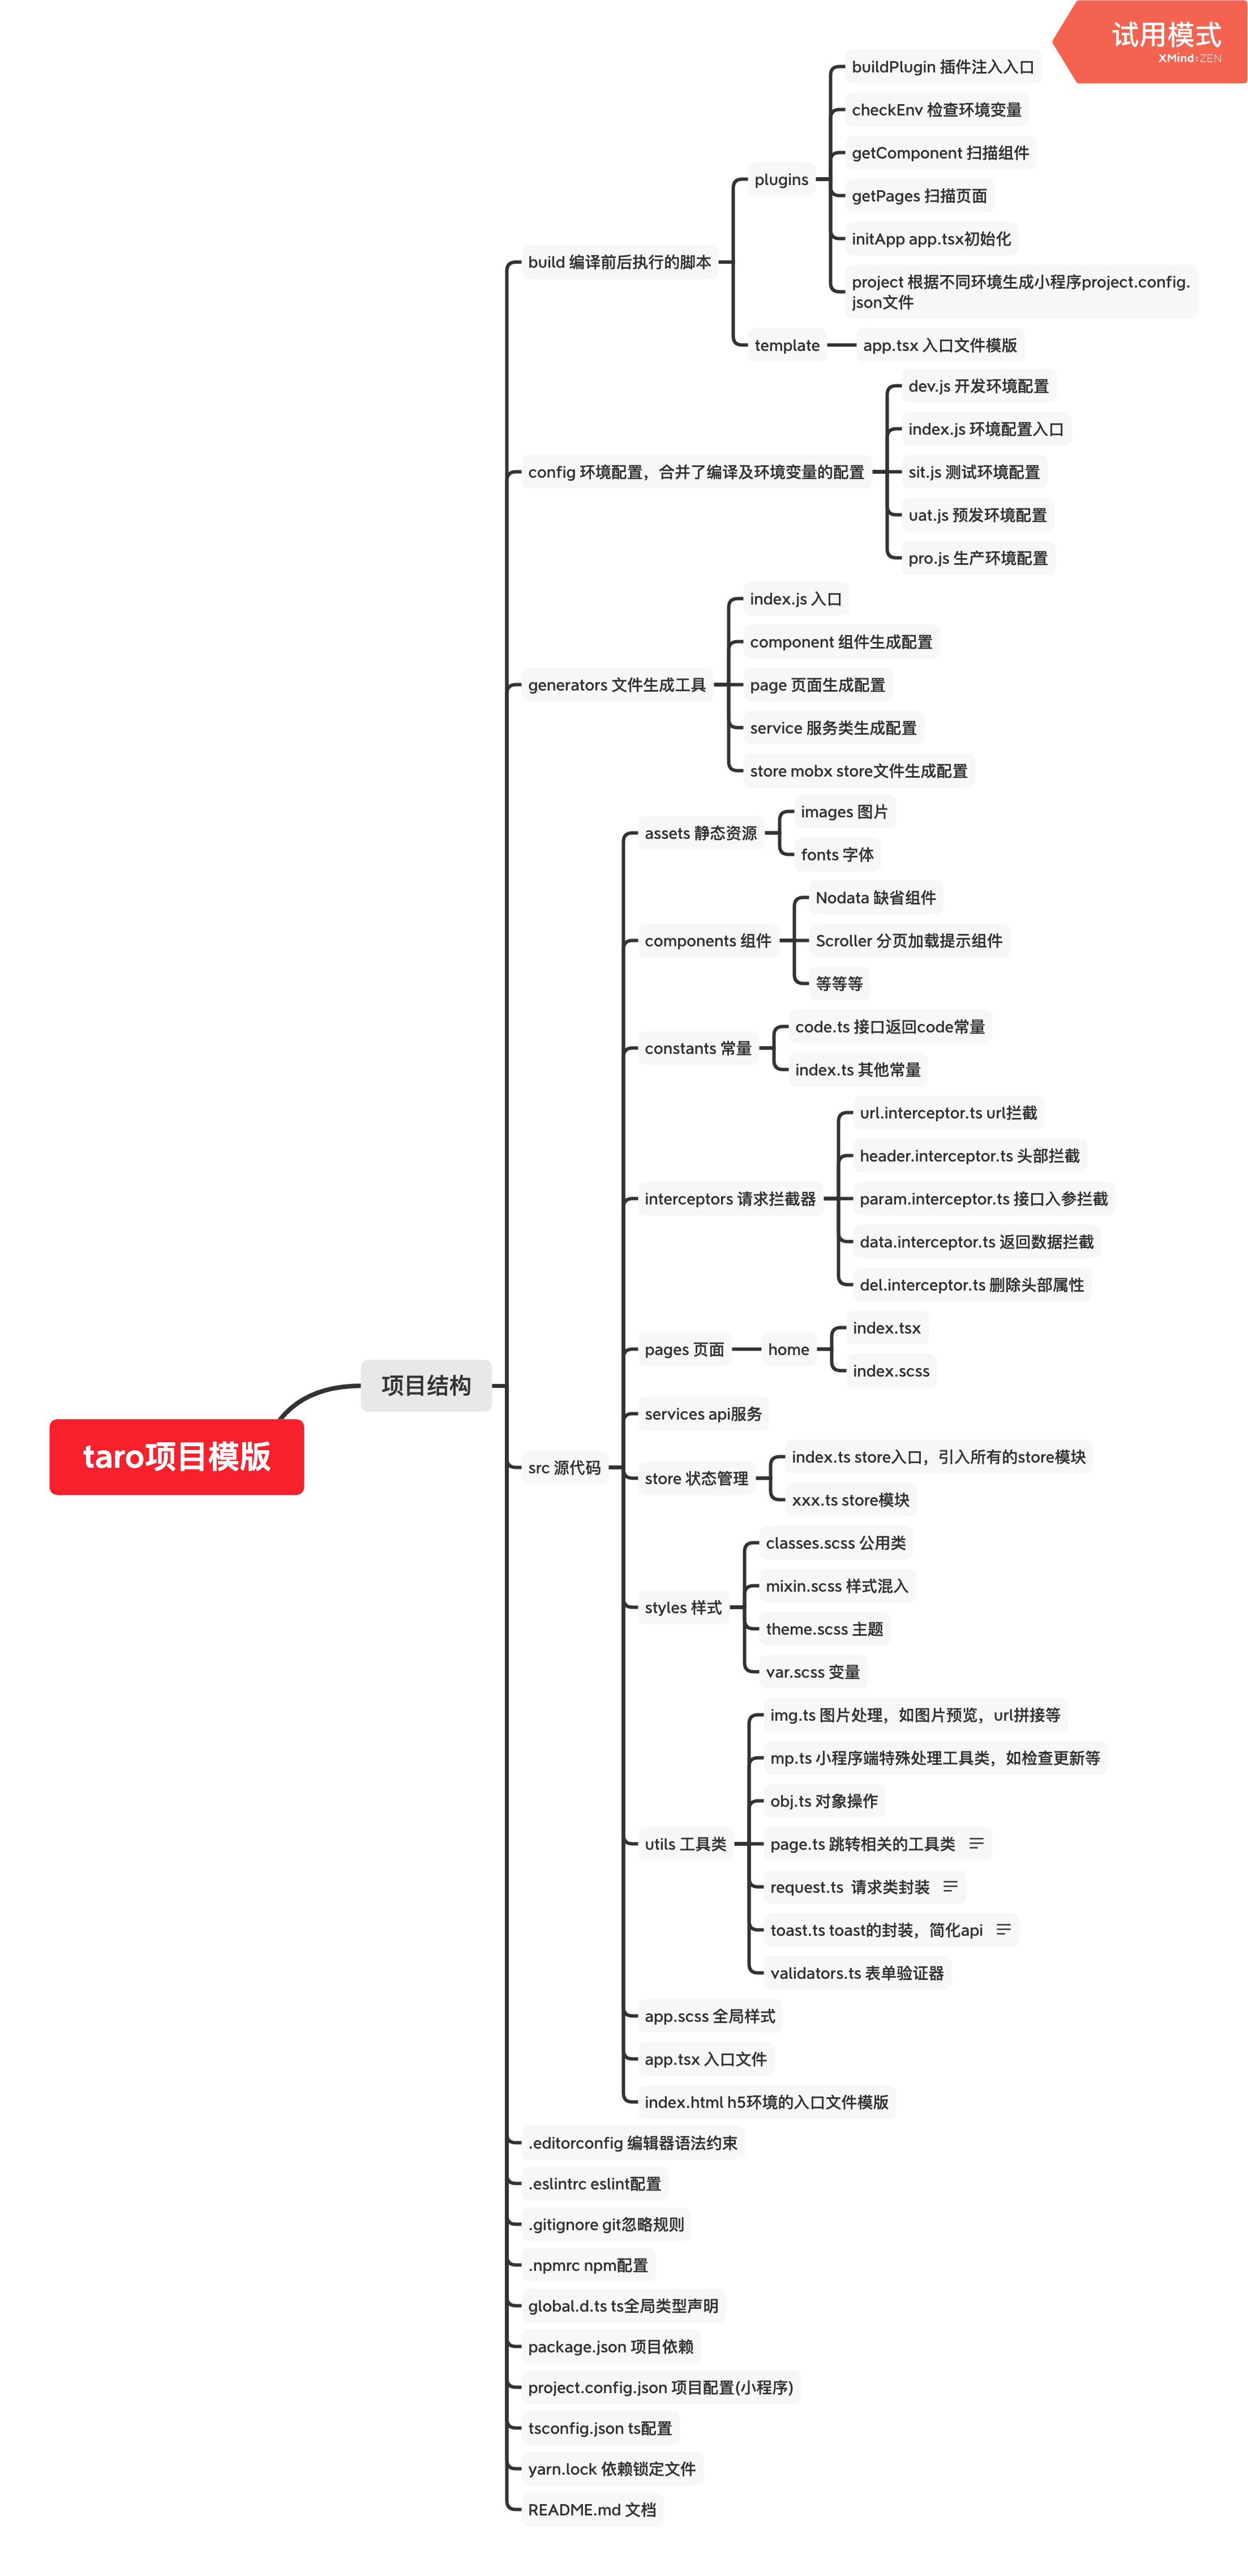 试用模式
XMind:ZEN
buildPlugin 插件注入入口
checkEnv 检查环境变量
getComponent 扫描组件
plugins
getPages 扫描页面
initApp app.tsx初始化
build 编译前后执行的脚本
project 根据不同环境生成小程序project.config.
json文件
template
app.tsx 入口文件模版
dev.js 开发环境配置
index.js 环境配置入口
config 环境配置，合并了编译及环境变量的配置
sit.js 测试环境配置
uat.js 预发环境配置
pro.js 生产环境配置
index.js 入口
component 组件生成配置
generators 文件生成工具
page 页面生成配置
service 服务类生成配置
store mobx store文件生成配置
assets 静态资源
images 图片
fonts 字体
Nodata 缺省组件
components 组件
Scroller 分页加载提示组件
等等等
constants 常量
code.ts 接口返回code常量
index.ts 其他常量
url.interceptor.ts url拦截
header.interceptor.ts 头部拦截
interceptors 请求拦截器
param.interceptor.ts 接口入参拦截
data.interceptor.ts 返回数据拦截
del.interceptor.ts 删除头部属性
pages 页面
home
index.tsx
index.scss
项目结构
taro项目模版
services api服务
src 源代码
store 状态管理
index.ts store入口，引入所有的store模块
xxx.ts store模块
classes.scss 公用类
mixin.scss 样式混入
styles 样式
theme.scss 主题
var.scss 变量
img.ts 图片处理，如图片预览，url拼接等
mp.ts 小程序端特殊处理工具类，如检查更新等
obj.ts 对象操作
utils 工具类
page.ts 跳转相关的工具类
request.ts 请求类封装
toast.ts toast的封装，简化api
validators.ts 表单验证器
app.scss 全局样式
app.tsx 入口文件
index.html h5环境的入口文件模版
.editorconfig 编辑器语法约束
.eslintrc eslint配置
.gitignore git忽略规则
.npmrc npm配置
global.d.ts ts全局类型声明
package.json 项目依赖
project.config.json 项目配置(小程序)
tsconfig.json ts配置
yarn.lock 依赖锁定文件
README.md 文档